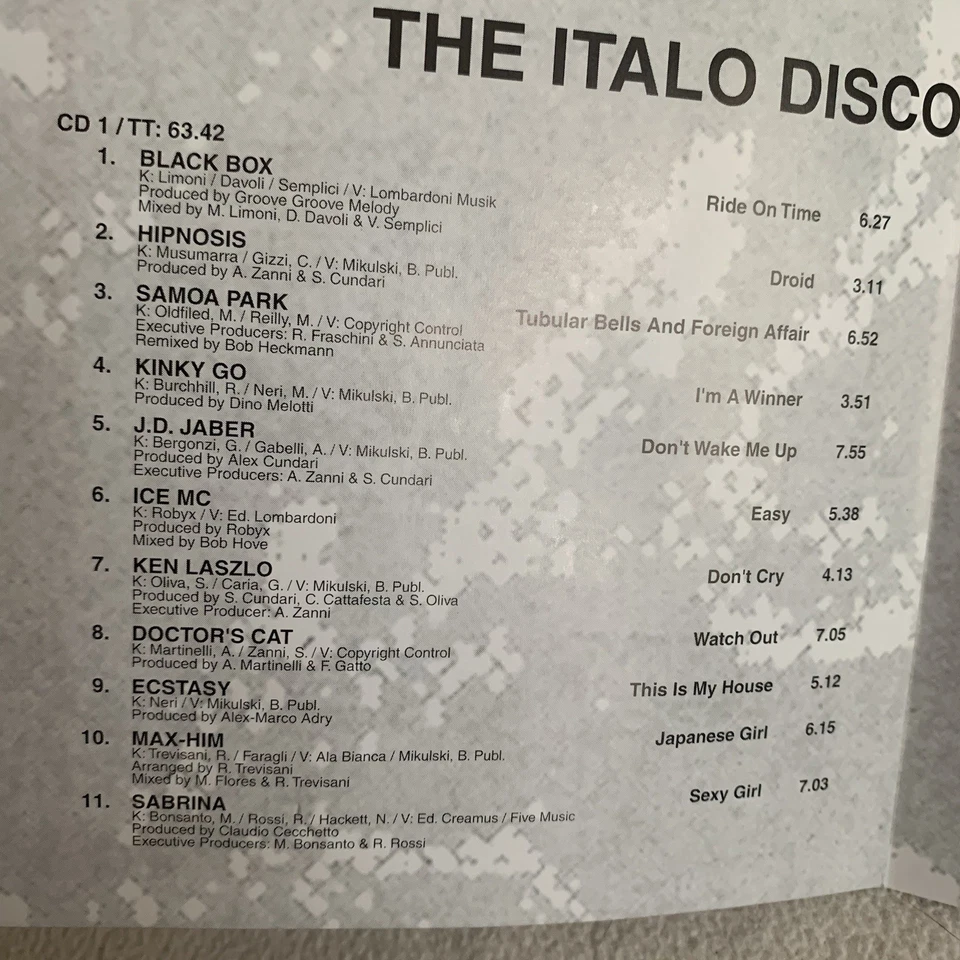 THE ITALO DISCO
CD 1 / TT: 63.42
1. BLACK BOX
K: Limoni / Davoli / Semplici / V: Lombardoni Musik
Produced by Groove Groove Melody
Mixed by M. Limoni, D. Davoli & V. Semplici
Ride On Time 6.27
2. HIPNOSIS
K: Musumarra / Gizzi, C. / V: Mikulski, B. Publ.
Produced by A. Zanni & S. Cundari
Droid 3.11
3. SAMOA PARK
K: Oldfiled, M. / Reilly, M. / V: Copyright Control
Executive Producers: R. Fraschini & S. Annunciata
Remixed by Bob Heckmann
Tubular Bells And Foreign Affair 6.52
4. KINKY GO
K: Burchhill, R. / Neri, M. / V: Mikulski, B. Publ.
Produced by Dino Melotti
I'm A Winner 3.51
5. J.D. JABER
K: Bergonzi, G. / Gabelli, A. / V: Mikulski, B. Publ.
Produced by Alex Cundari
Executive Producers: A. Zanni & S. Cundari
Don't Wake Me Up 7.55
6. ICE MC
K: Robyx / V: Ed. Lombardoni
Produced by Robyx
Mixed by Bob Hove
Easy 5.38
7. KEN LASZLO
K: Oliva, S. / Caria, G. / V: Mikulski, B. Publ.
Produced by S. Cundari, C. Cattafesta & S. Oliva
Executive Producer: A. Zanni
Don't Cry 4.13
8. DOCTOR'S CAT
K: Martinelli, A. / Zanni, S. / V: Copyright Control
Produced by A. Martinelli & F. Gatto
Watch Out 7.05
9. ECSTASY
K: Neri / V: Mikulski, B. Publ.
Produced by Alex-Marco Adry
This Is My House 5.12
10. MAX-HIM
K: Trevisani, R. / Faragli / V: Ala Bianca / Mikulski, B. Publ.
Arranged by R. Trevisani
Mixed by M. Flores & R. Trevisani
Japanese Girl 6.15
11. SABRINA
K: Bonsanto, M. / Rossi, R. / Hackett, N. / V: Ed. Creamus / Five Music
Produced by Claudio Cecchetto
Executive Producers: M. Bonsanto & R. Rossi
Sexy Girl 7.03